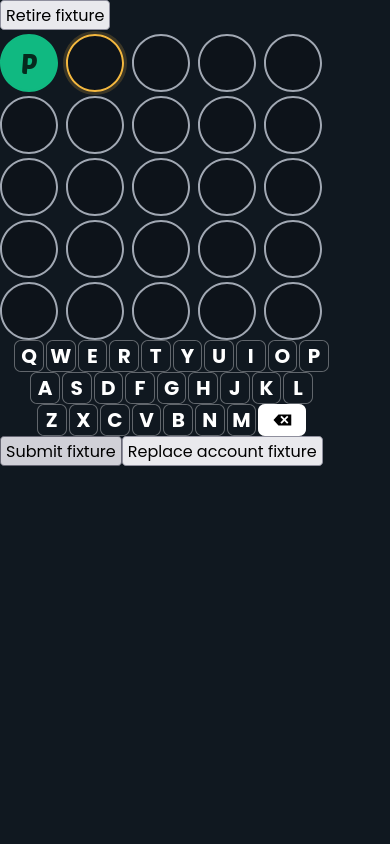 Retire fixture
P
Q W E R T Y U I O P
A S D F G H J K L
Z X C V B N M
Submit fixture Replace account fixture